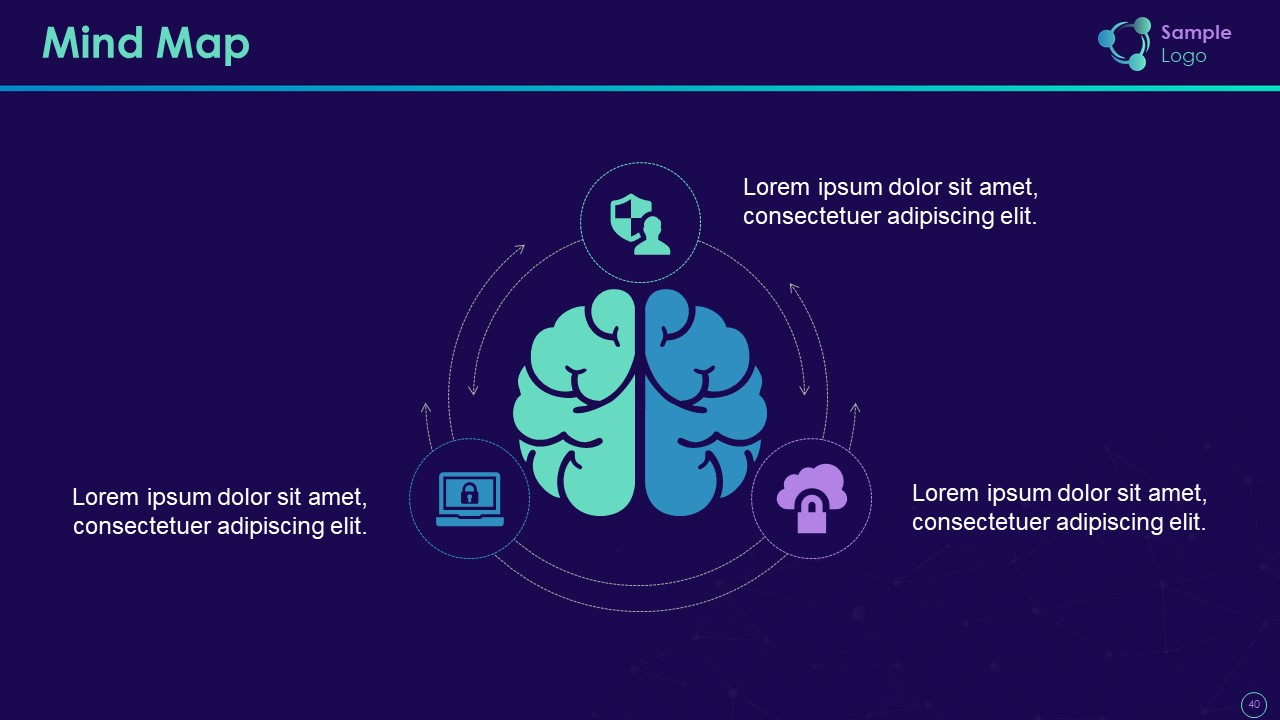 Mind Map
Sample
Logo
Lorem ipsum dolor sit amet,
consectetuer adipiscing elit.
Lorem ipsum dolor sit amet,
consectetuer adipiscing elit.
Lorem ipsum dolor sit amet,
consectetuer adipiscing elit.
40